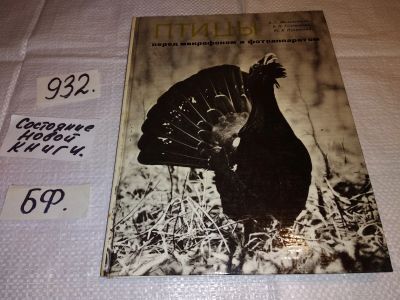 932.
Состояние
Новой
Книги.
БФ.
ПТИЦЫ
перед микрофоном и фотоаппаратом